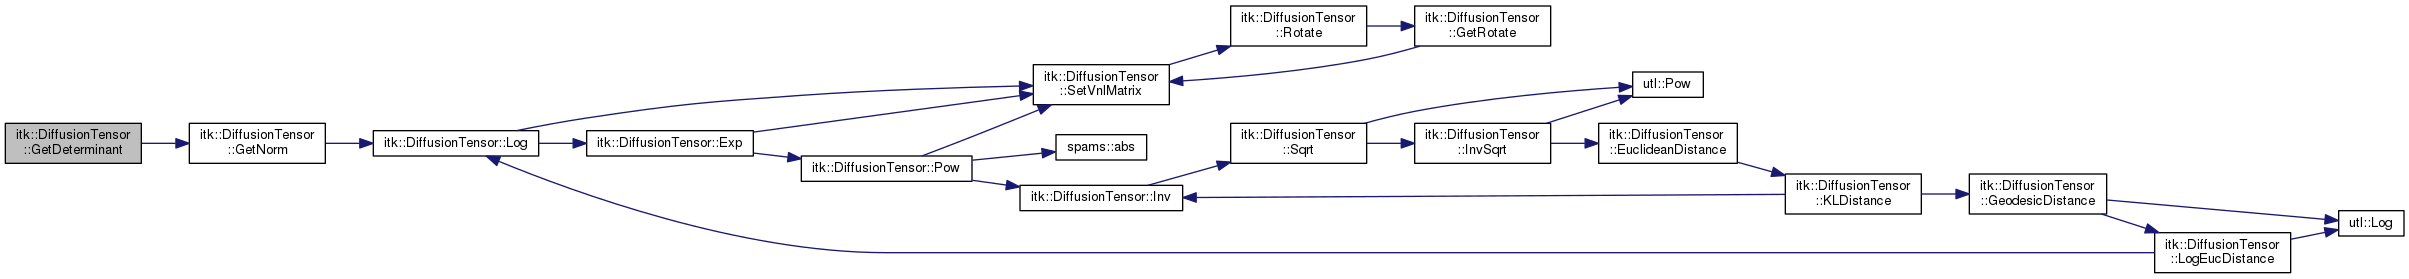 itk::DiffusionTensor
::GetDeterminant
itk::DiffusionTensor
::GetNorm
itk::DiffusionTensor::Log
itk::DiffusionTensor::Exp
itk::DiffusionTensor::Pow
itk::DiffusionTensor
::SetVnlMatrix
spams::abs
itk::DiffusionTensor::Inv
itk::DiffusionTensor
::Rotate
itk::DiffusionTensor
::GetRotate
itk::DiffusionTensor
::Sqrt
itk::DiffusionTensor
::InvSqrt
utl::Pow
itk::DiffusionTensor
::EuclideanDistance
itk::DiffusionTensor
::KLDistance
itk::DiffusionTensor
::GeodesicDistance
itk::DiffusionTensor
::LogEucDistance
utl::Log